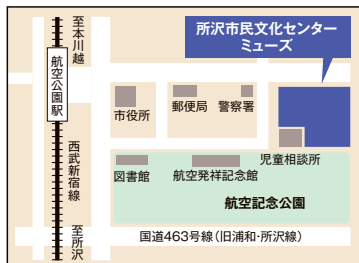 至本川越
航空公園駅
西武新宿線
至所沢
所沢市民文化センター
ミューズ
市役所
郵便局
警察署
児童相談所
図書館
航空発祥記念館
航空記念公園
国道463号線(旧浦和・所沢線)